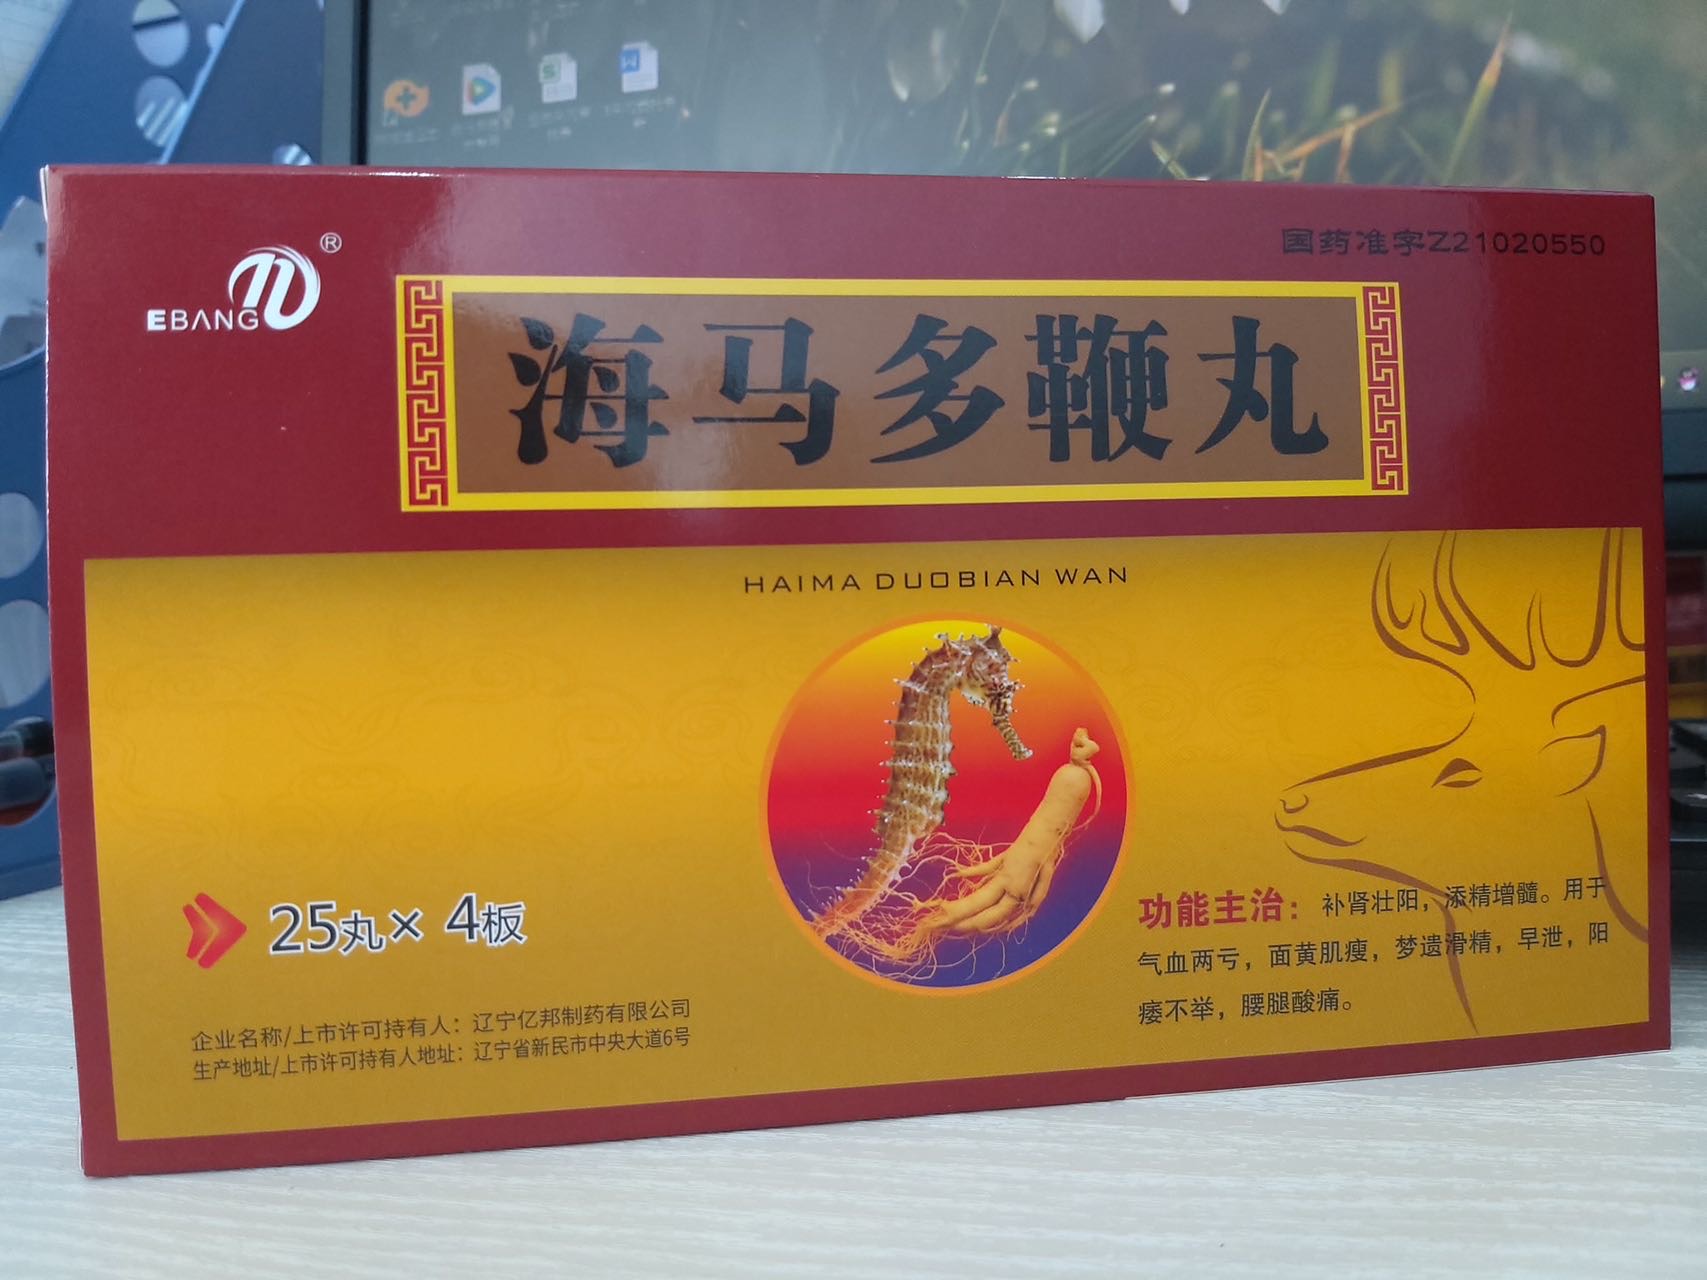 EBANG
®
国药准字Z21020550
海马多鞭丸
HAIMA DUOBIAN WAN
25丸× 4板
功能主治：补肾壮阳，添精增髓。用于
气血两亏，面黄肌瘦，梦遗滑精，早泄，阳
痿不举，腰腿酸痛。
企业名称/上市许可持有人：辽宁亿邦制药有限公司
生产地址/上市许可持有人地址：辽宁省新民市中央大道6号